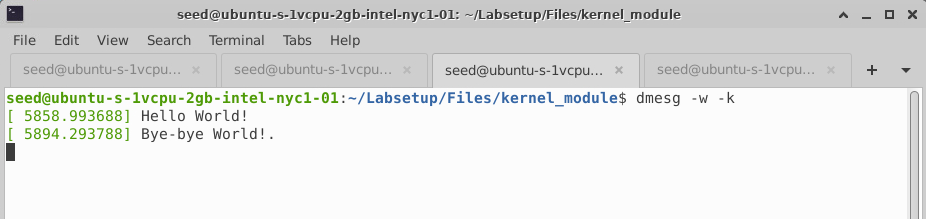 seed@ubuntu-s-1vcpu-2gb-intel-nyc1-01: ~/Labsetup/Files/kernel_module
File Edit View Search Terminal Tabs Help
seed@ubuntu-s-1vcpu... × seed@ubuntu-s-1vcpu... × seed@ubuntu-s-1vcpu... × seed@ubuntu-s-1vcpu... ×
seed@ubuntu-s-1vcpu-2gb-intel-nyc1-01:~/Labsetup/Files/kernel_module$ dmesg -w -k
[ 5858.993688] Hello World!
[ 5894.293788] Bye-bye World!.